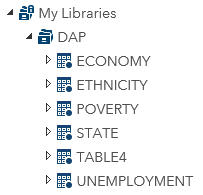 My Libraries
DAP
ECONOMY
ETHNICITY
POVERTY
STATE
TABLE4
UNEMPLOYMENT